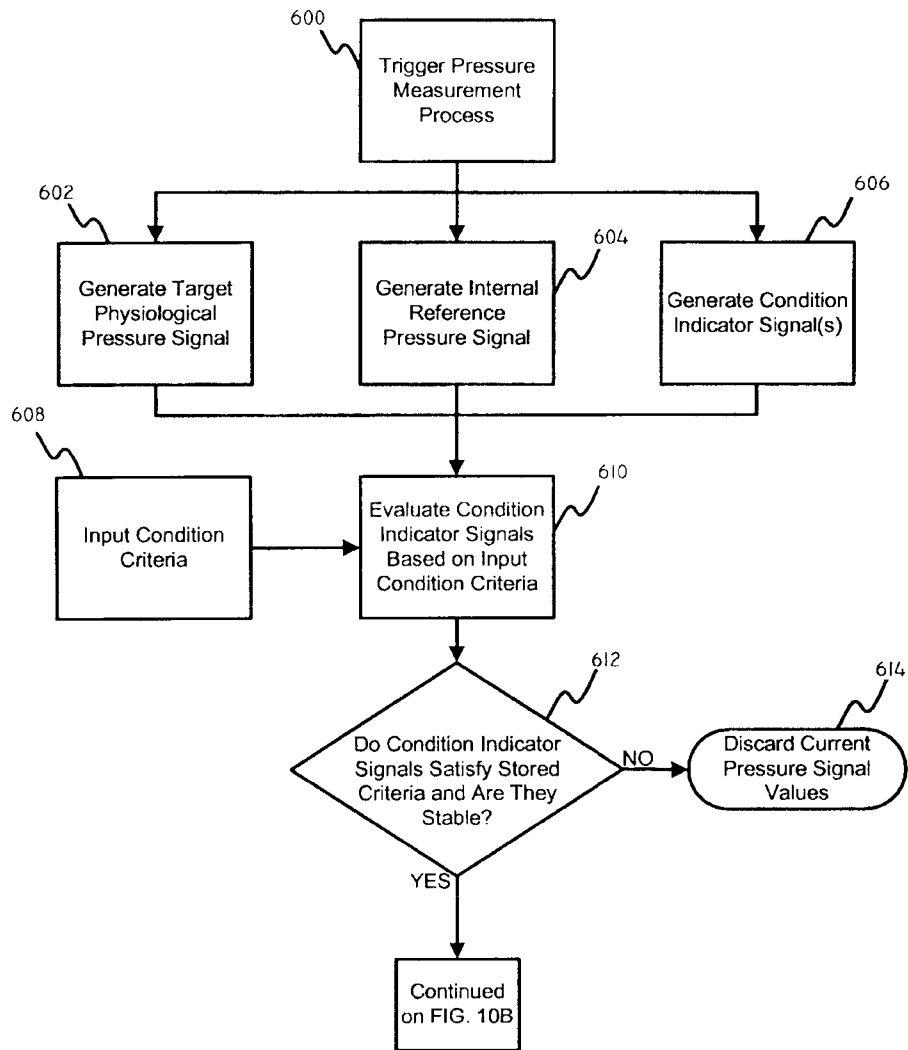 600
Trigger Pressure
Measurement
Process
602
Generate Target
Physiological
Pressure Signal
604
Generate Internal
Reference
Pressure Signal
606
Generate Condition
Indicator Signal(s)
608
Input Condition
Criteria
610
Evaluate Condition
Indicator Signals
Based on Input
Condition Criteria
612
Do Condition Indicator
Signals Satisfy Stored
Criteria and Are They
Stable?
NO
614
Discard Current
Pressure Signal
Values
YES
Continued
on FIG. 10B